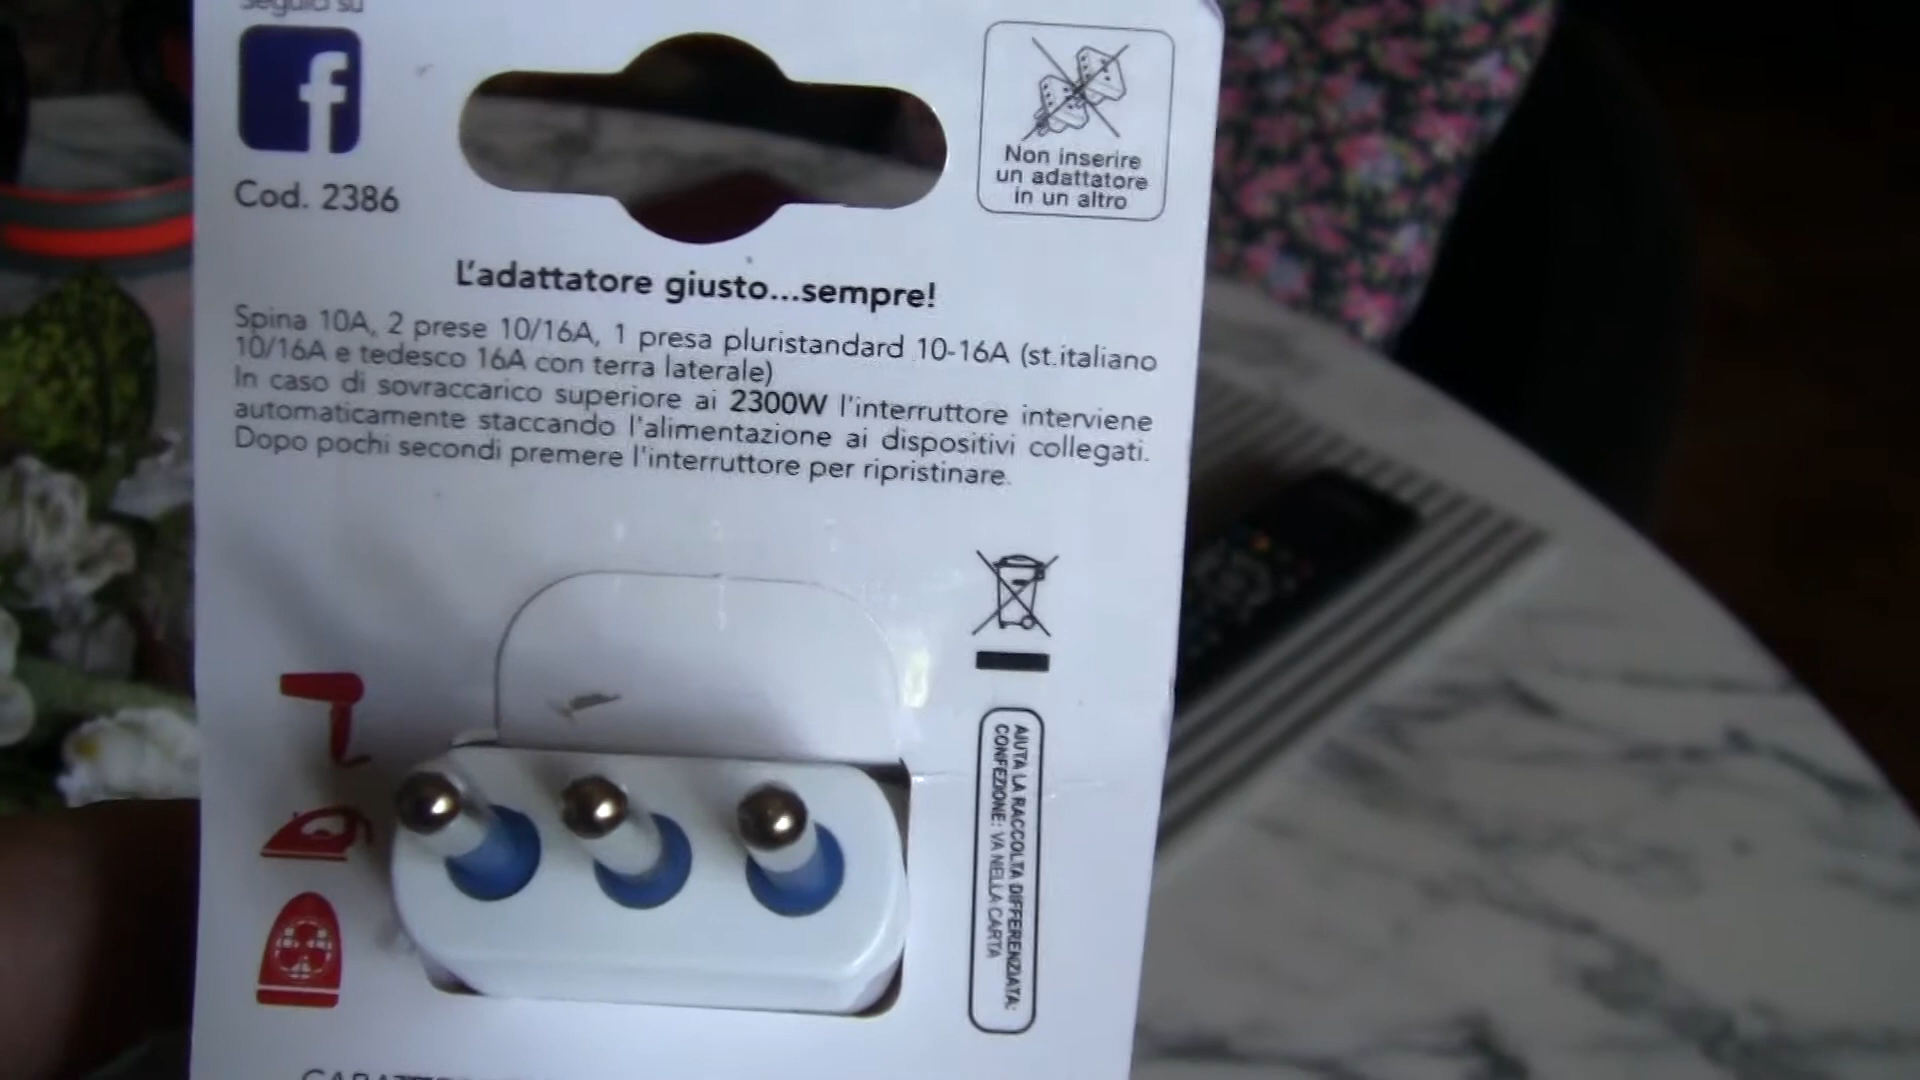 Seguici su
f
Cod. 2386
Non inserire
un adattatore
in un altro
L'adattatore giusto...sempre!
Spina 10A, 2 prese 10/16A, 1 presa pluristandard 10-16A (st.italiano
10/16A e tedesco 16A con terra laterale)
In caso di sovraccarico superiore ai 2300W l'interruttore interviene
automaticamente staccando l'alimentazione ai dispositivi collegati.
Dopo pochi secondi premere l'interruttore per ripristinare.
AIUTA LA RACCOLTA DIFFERENZIATA:
CONFEZIONE: VA NELLA CARTA